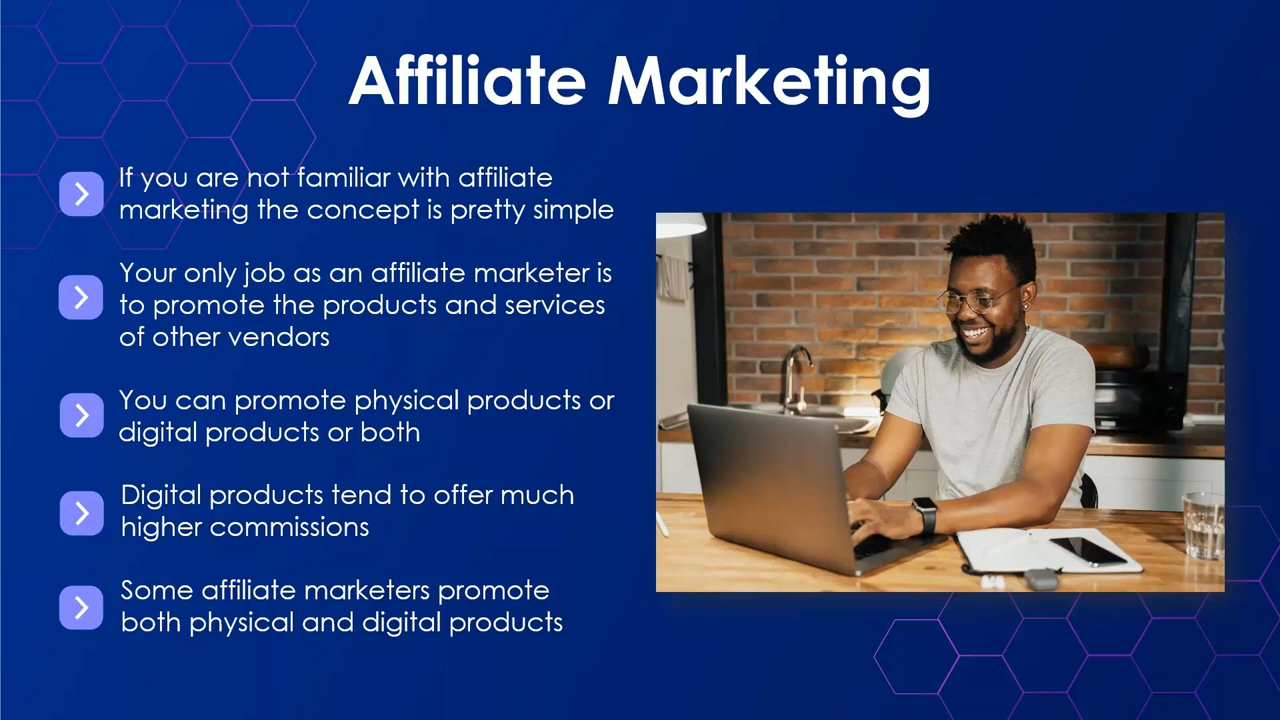 Affiliate Marketing
If you are not familiar with affiliate
marketing the concept is pretty simple
Your only job as an affiliate marketer is
to promote the products and services
of other vendors
You can promote physical products or
digital products or both
Digital products tend to offer much
higher commissions
Some affiliate marketers promote
both physical and digital products